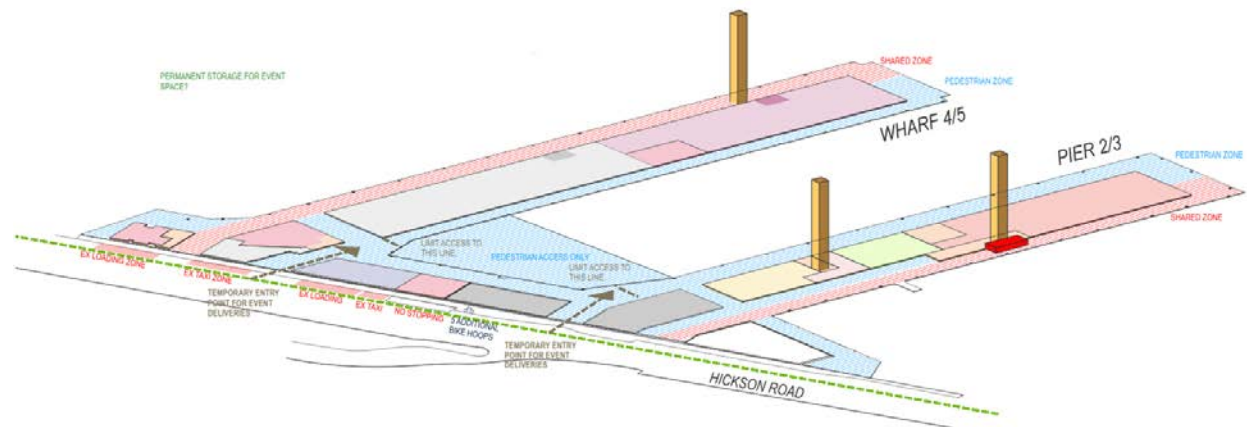 PERMANENT STORAGE FOR EVENT
SPACE?
SHARED ZONE
PEDESTRIAN ZONE
WHARF 4/5
PIER 2/3
PEDESTRIAN ZONE
SHARED ZONE
LIMIT ACCESS TO
THIS LINE.
PEDESTRIAN ACCESS ONLY
LIMIT ACCESS TO
THIS LINE
EX LOADING ZONE
EX TAXI ZONE
TEMPORARY ENTRY
POINT FOR EVENT
DELIVERIES
EX LOADING
EX TAXI
NO STOPPING
5 ADDITIONAL
BIKE HOOPS
TEMPORARY ENTRY
POINT FOR EVENT
DELIVERIES
HICKSON ROAD